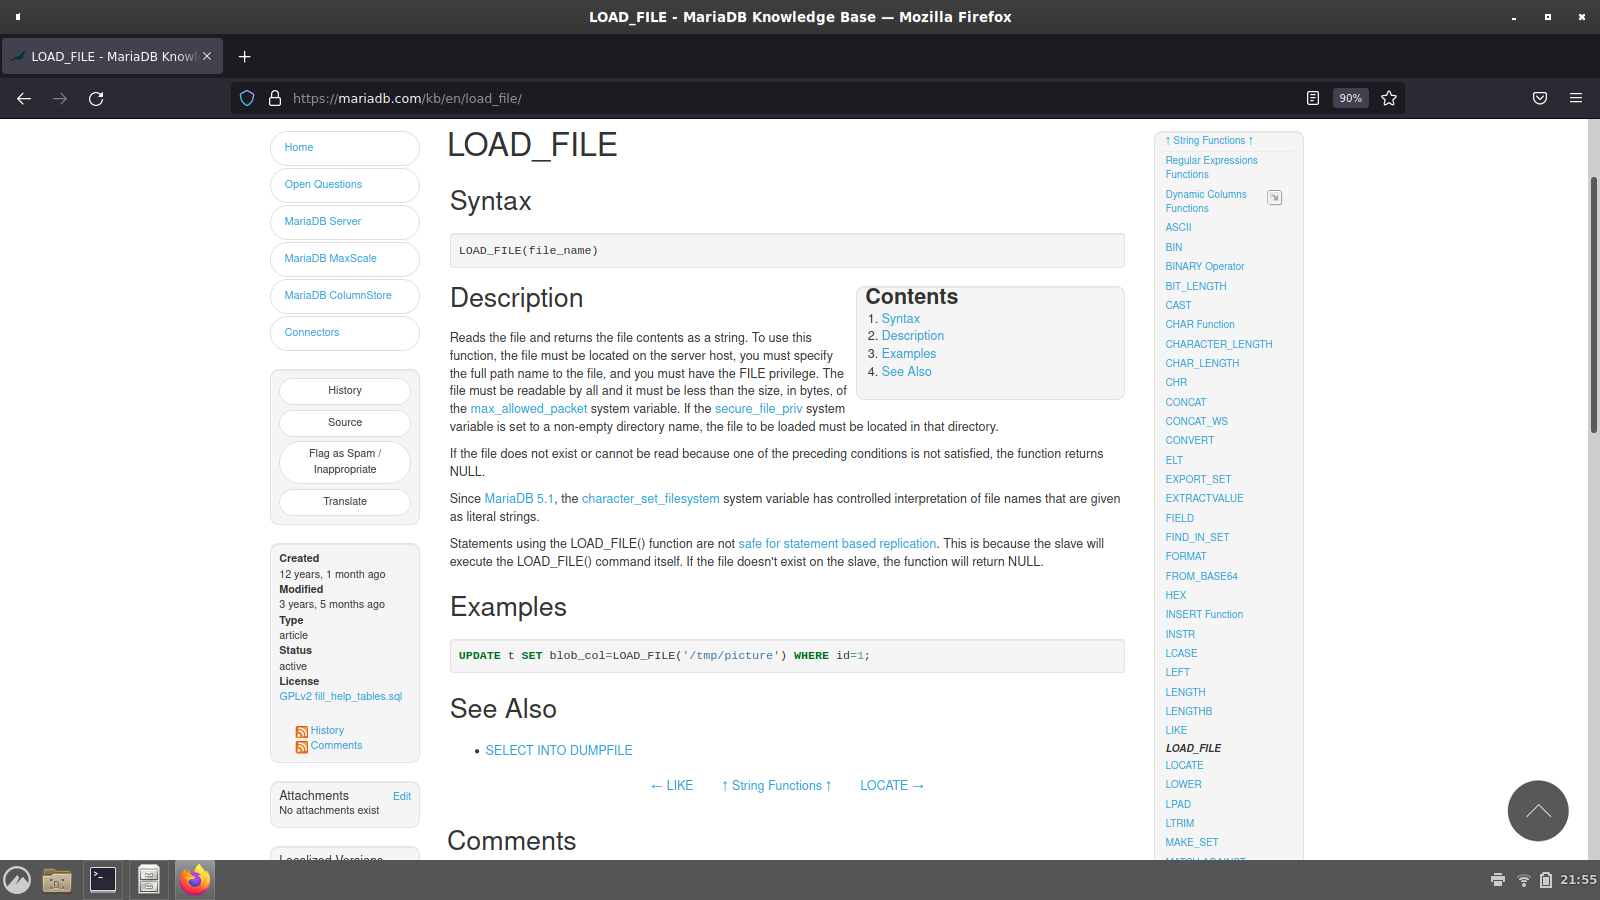 LOAD_FILE - MariaDB Knowledge Base — Mozilla Firefox
LOAD_FILE - MariaDB Knowl
https://mariadb.com/kb/en/load_file/
90%
Home
Open Questions
MariaDB Server
MariaDB MaxScale
MariaDB ColumnStore
Connectors
History
Source
Flag as Spam /
Inappropriate
Translate
Created
12 years, 1 month ago
Modified
3 years, 5 months ago
Type
article
Status
active
License
GPLv2 fill_help_tables.sql
History
Comments
Attachments Edit
No attachments exist
Localized Versions
LOAD_FILE
Syntax
LOAD_FILE(file_name)
Description
Reads the file and returns the file contents as a string. To use this
function, the file must be located on the server host, you must specify
the full path name to the file, and you must have the FILE privilege. The
file must be readable by all and it must be less than the size, in bytes, of
the max_allowed_packet system variable. If the secure_file_priv system
variable is set to a non-empty directory name, the file to be loaded must be located in that directory.
If the file does not exist or cannot be read because one of the preceding conditions is not satisfied, the function returns
NULL.
Since MariaDB 5.1, the character_set_filesystem system variable has controlled interpretation of file names that are given
as literal strings.
Statements using the LOAD_FILE() function are not safe for statement based replication. This is because the slave will
execute the LOAD_FILE() command itself. If the file doesn't exist on the slave, the function will return NULL.
Contents
1. Syntax
2. Description
3. Examples
4. See Also
Examples
UPDATE t SET blob_col=LOAD_FILE('/tmp/picture') WHERE id=1;
See Also
• SELECT INTO DUMPFILE
← LIKE ↑ String Functions ↑ LOCATE →
Comments
↑ String Functions ↑
Regular Expressions
Functions
Dynamic Columns
Functions
ASCII
BIN
BINARY Operator
BIT_LENGTH
CAST
CHAR Function
CHARACTER_LENGTH
CHAR_LENGTH
CHR
CONCAT
CONCAT_WS
CONVERT
ELT
EXPORT_SET
EXTRACTVALUE
FIELD
FIND_IN_SET
FORMAT
FROM_BASE64
HEX
INSERT Function
INSTR
LCASE
LEFT
LENGTH
LENGTHB
LIKE
LOAD_FILE
LOCATE
LOWER
LPAD
LTRIM
MAKE_SET
MATCH AGAINST
21:55